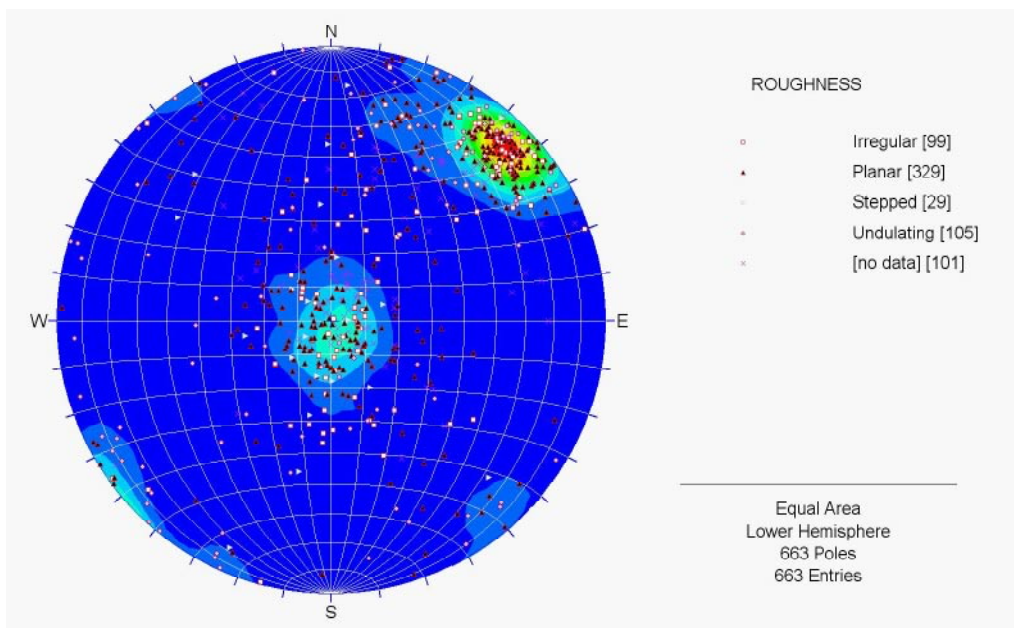 N
ROUGHNESS
Irregular [99]
Planar [329]
Stepped [29]
Undulating [105]
[no data] [101]
W
E
S
Equal Area
Lower Hemisphere
663 Poles
663 Entries